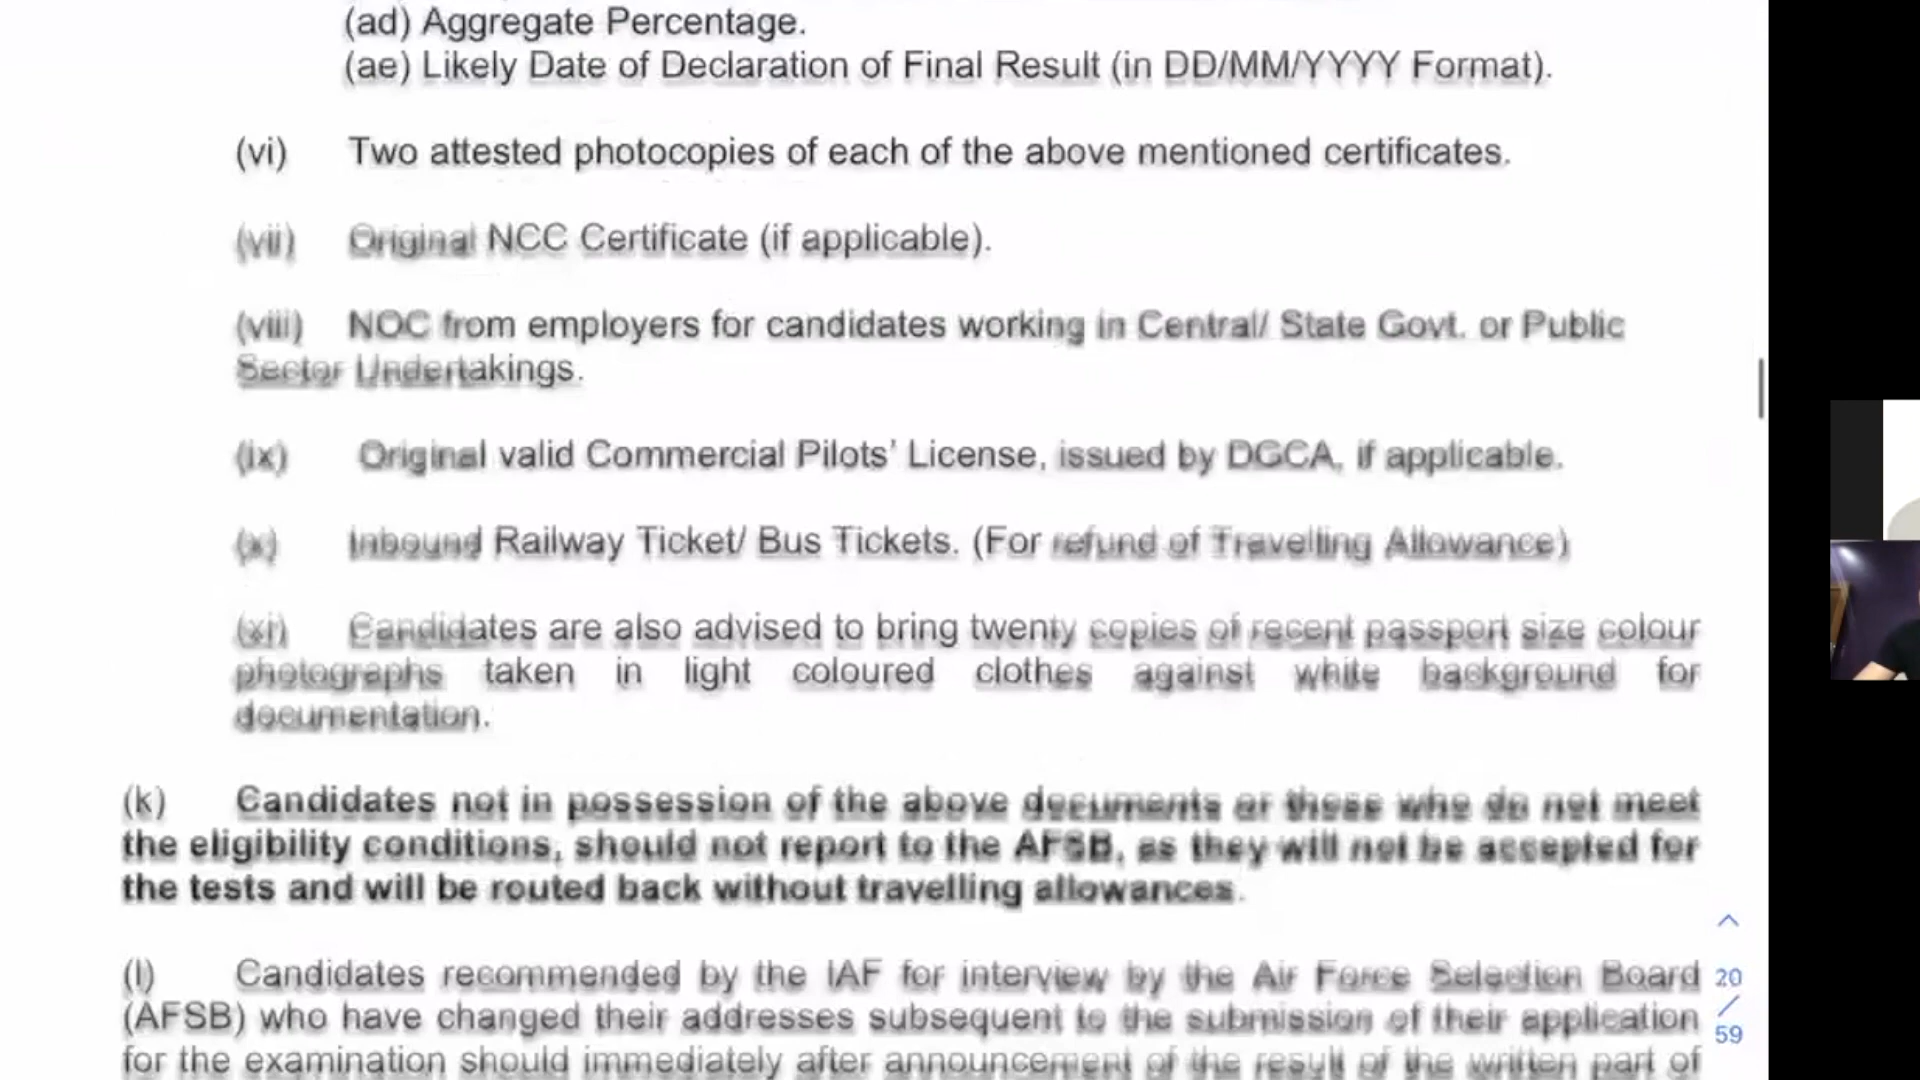 (ad) Aggregate Percentage.
(ae) Likely Date of Declaration of Final Result (in DD/MM/YYYY Format).
(vi) Two attested photocopies of each of the above mentioned certificates.
(vii) Original NCC Certificate (if applicable).
(viii) NOC from employers for candidates working in Central/ State Govt. or Public
Sector Undertakings.
(ix) Original valid Commercial Pilots' License, issued by DGCA, if applicable.
(x) Inbound Railway Ticket/ Bus Tickets. (For refund of Travelling Allowance)
(xi) Candidates are also advised to bring twenty copies of recent passport size colour
photographs taken in light coloured clothes against white background for
documentation.
(k) Candidates not in possession of the above documents or those who do not meet
the eligibility conditions, should not report to the AFSB, as they will not be accepted for
the tests and will be routed back without travelling allowances.
(l) Candidates recommended by the IAF for interview by the Air Force Selection Board
(AFSB) who have changed their addresses subsequent to the submission of their application
for the examination should immediately after announcement of the result of the written part of
20
/
59